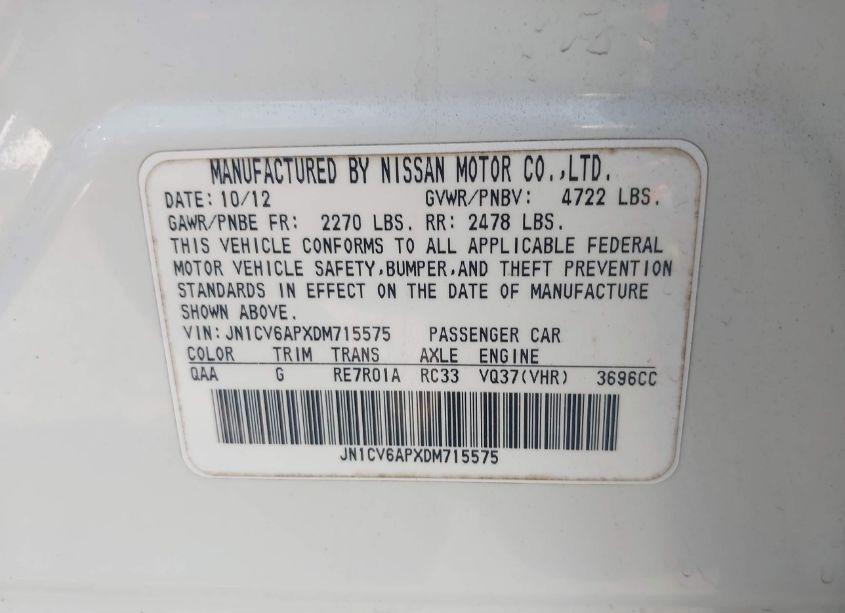 MANUFACTURED BY NISSAN MOTOR CO.,LTD.
DATE: 10/12 GVWR/PNBV: 4722 LBS.
GAWR/PNBE FR: 2270 LBS. RR: 2478 LBS.
THIS VEHICLE CONFORMS TO ALL APPLICABLE FEDERAL
MOTOR VEHICLE SAFETY,BUMPER,AND THEFT PREVENTION
STANDARDS IN EFFECT ON THE DATE OF MANUFACTURE
SHOWN ABOVE.
VIN:JN1CV6APXDM715575 PASSENGER CAR
COLOR TRIM TRANS AXLE ENGINE
QAA G RE7R01A RC33 VQ37(VHR) 3696CC
JN1CV6APXDM715575